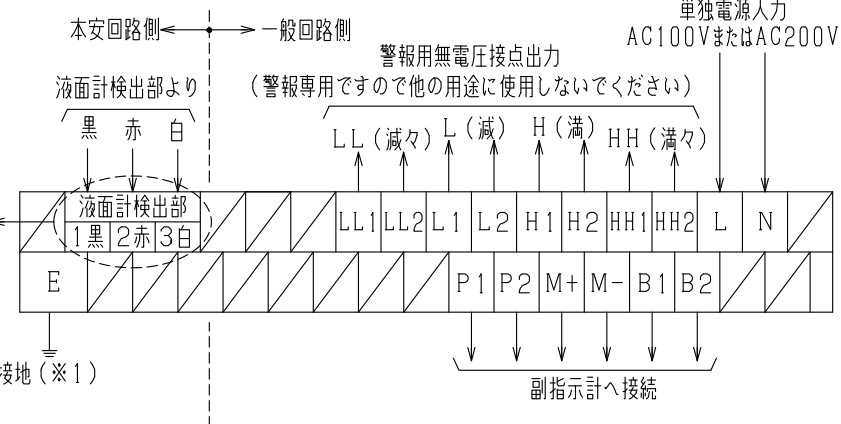 単独電源入力
本安回路側 一般回路側
AC100VまたはAC200V
警報用無電圧接点出力
液面計検出部より
(警報専用ですので他の用途に使用しないでください)
黒 赤 白
LL(減々) L(減) H(満) HH(満々)
液面計検出部
1黒 2赤 3白
LL1 LL2 L1 L2 H1 H2 HH1 HH2 L N
E P1 P2 M+ M- B1 B2
接地(※1)
副指示計へ接続